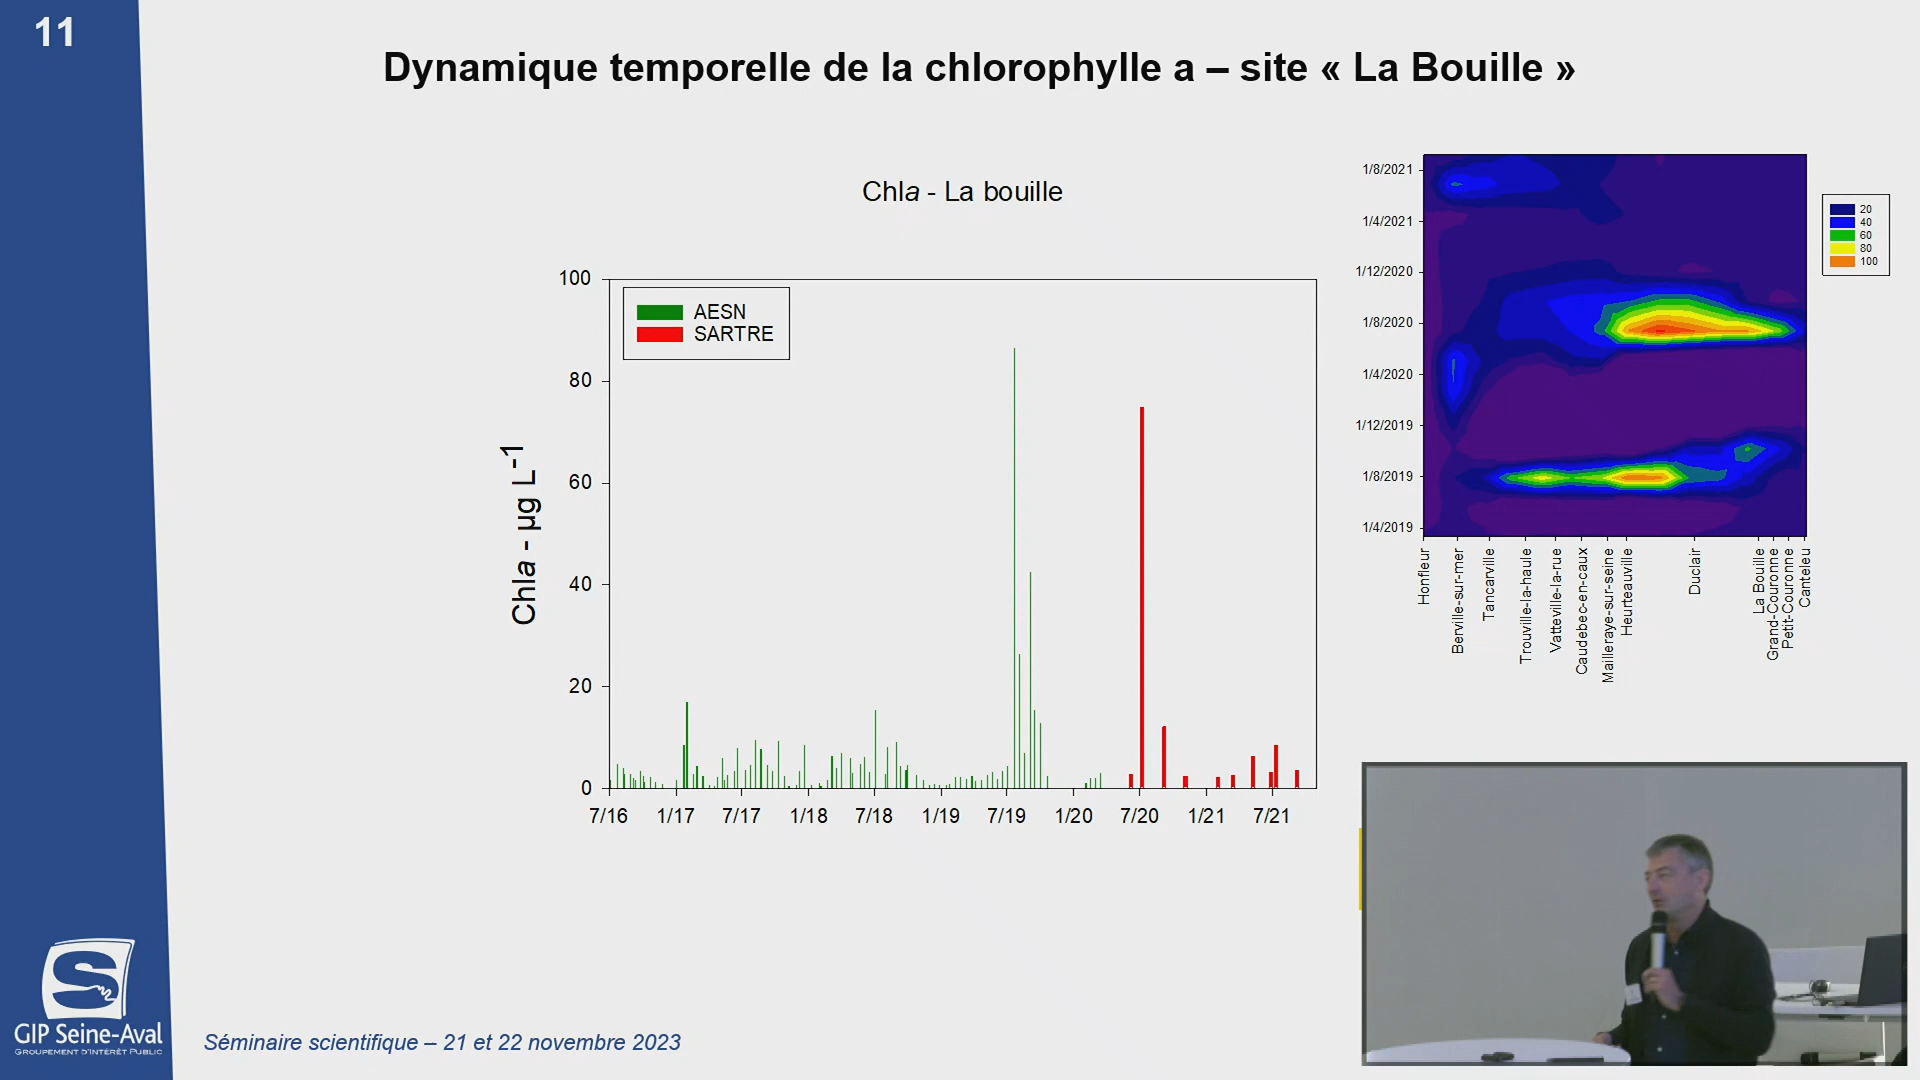 11
Dynamique temporelle de la chlorophylle a – site « La Bouille »
Chla - La bouille
AESN
SARTRE
Chla - µg L-1
100
80
60
40
20
0
7/16 1/17 7/17 1/18 7/18 1/19 7/19 1/20 7/20 1/21 7/21
1/8/2021
1/4/2021
1/12/2020
1/8/2020
1/4/2020
1/12/2019
1/8/2019
1/4/2019
Honfleur
Berville-sur-mer
Tancarville
Trouville-la-haule
Vatteville-la-rue
Caudebec-en-caux
Mailleraye-sur-seine
Heurteauville
Duclair
La Bouille
Grand-Couronne
Petit-Couronne
Canteleu
20
40
60
80
100
S
GIP Seine-Aval
GROUPEMENT D'INTÉRÊT PUBLIC
Séminaire scientifique – 21 et 22 novembre 2023